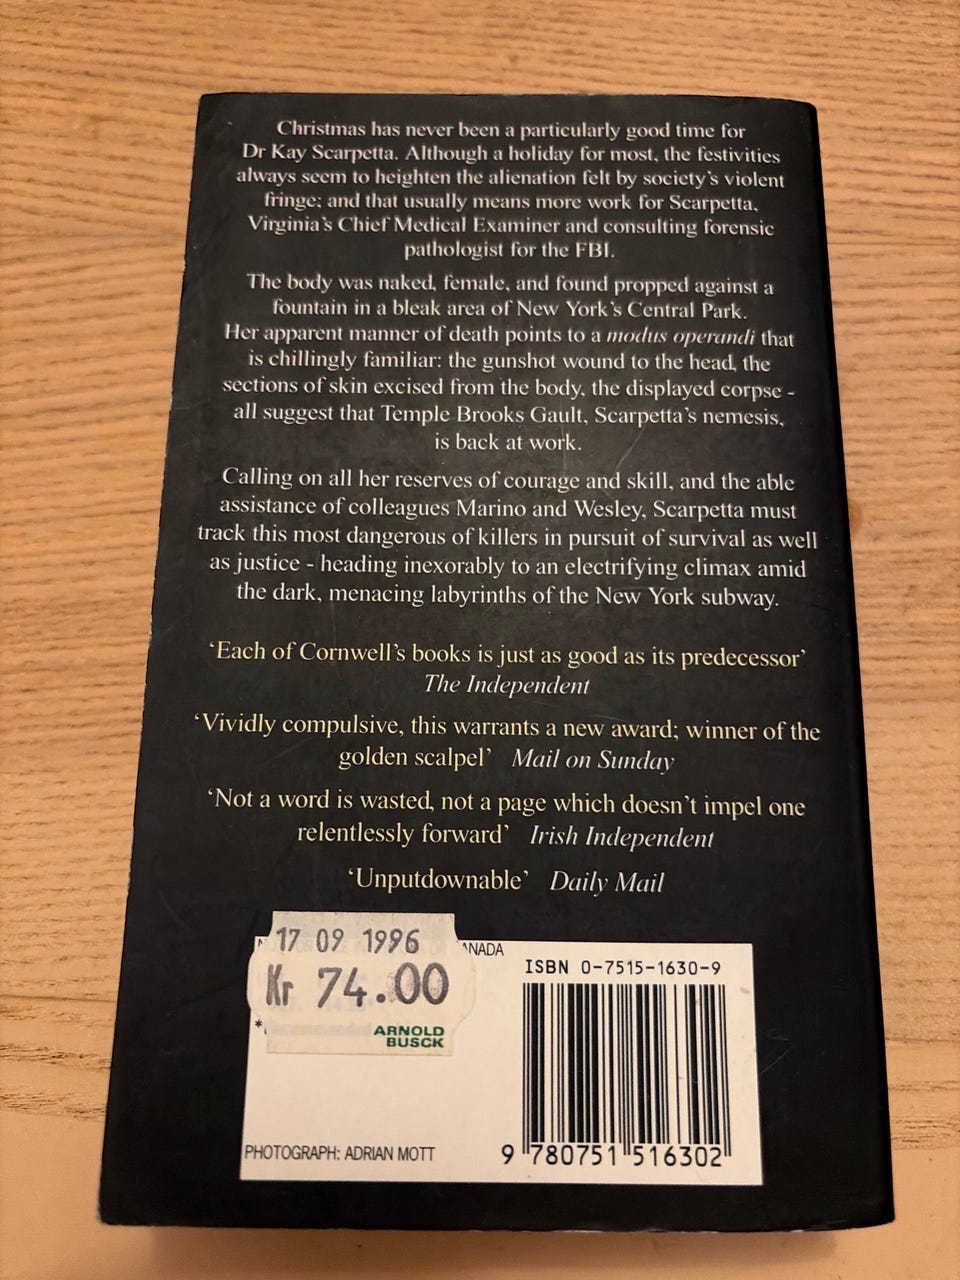 Christmas has never been a particularly good time for
Dr Kay Scarpetta. Although a holiday for most, the festivities
always seem to heighten the alienation felt by society's violent
fringe; and that usually means more work for Scarpetta,
Virginia's Chief Medical Examiner and consulting forensic
pathologist for the FBI.
The body was naked, female, and found propped against a
fountain in a bleak area of New York's Central Park.
Her apparent manner of death points to a modus operandi that
is chillingly familiar: the gunshot wound to the head, the
sections of skin excised from the body, the displayed corpse -
all suggest that Temple Brooks Gault, Scarpetta's nemesis,
is back at work.
Calling on all her reserves of courage and skill, and the able
assistance of colleagues Marino and Wesley, Scarpetta must
track this most dangerous of killers in pursuit of survival as well
as justice - heading inexorably to an electrifying climax amid
the dark, menacing labyrinths of the New York subway.
'Each of Cornwell's books is just as good as its predecessor'
The Independent
'Vividly compulsive, this warrants a new award; winner of the
golden scalpel' Mail on Sunday
'Not a word is wasted, not a page which doesn't impel one
relentlessly forward' Irish Independent
'Unputdownable' Daily Mail
17 09 1996
Kr 74.00
ARNOLD
BUSCK
PHOTOGRAPH: ADRIAN MOTT
ISBN 0-7515-1630-9
9 780751 516302